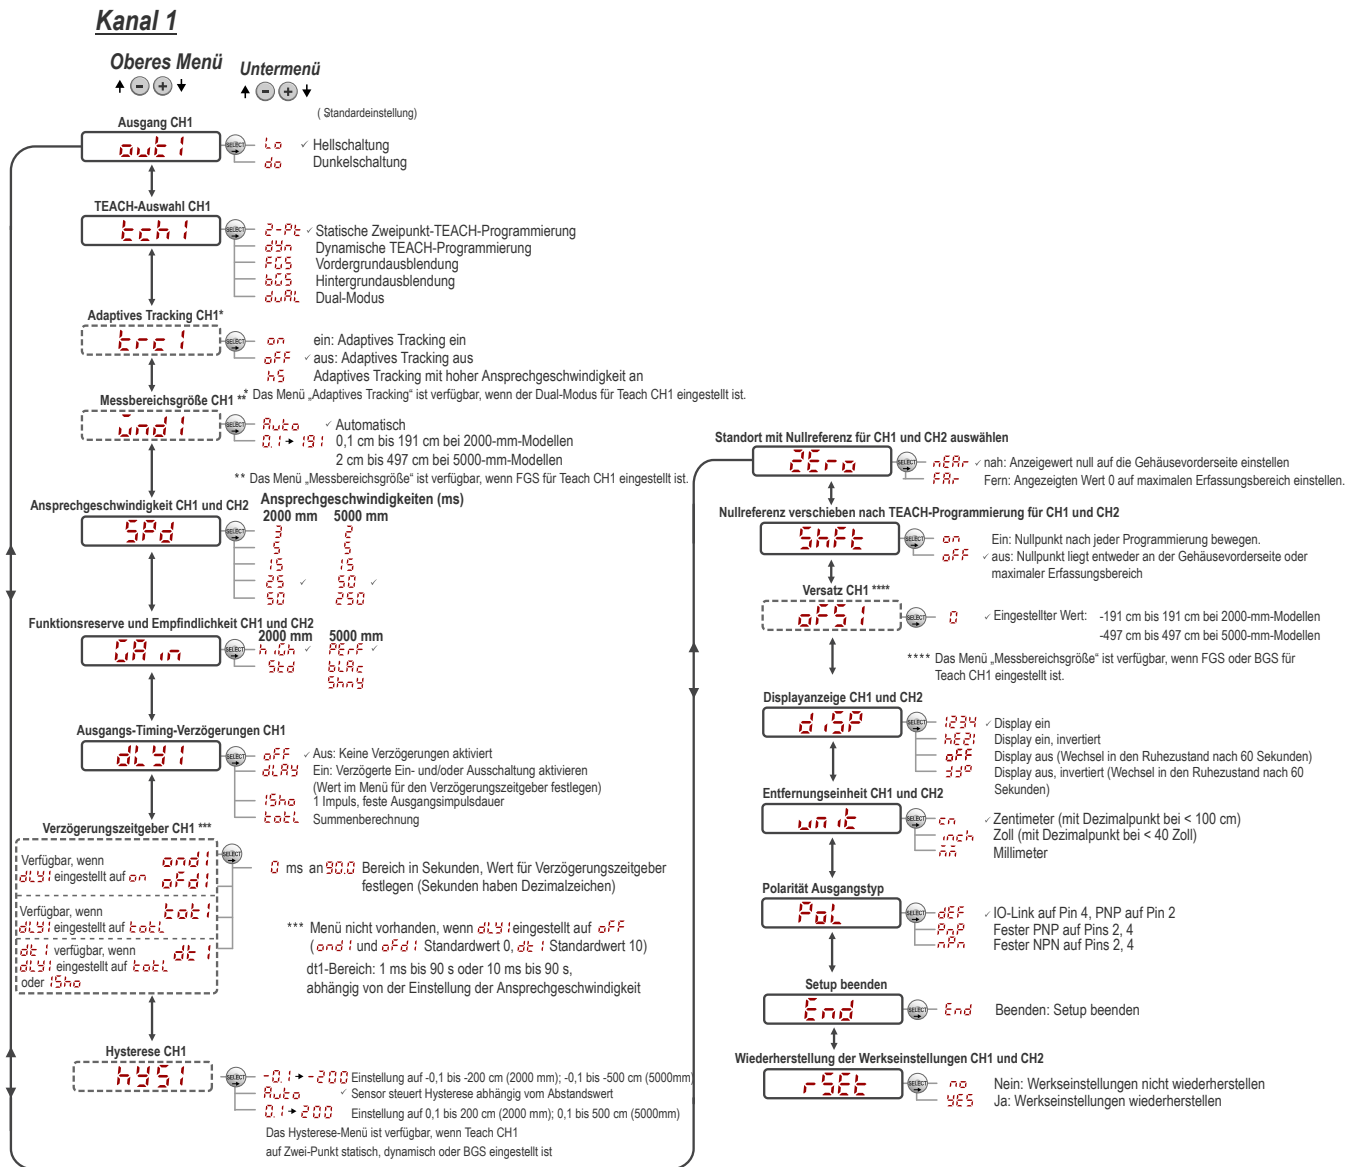 Kanal 1
Oberes Menü
Untermenü
- +
- +
( Standardeinstellung)
Ausgang CH1
out1
SELECT
Lo ✓ Hellschaltung
do Dunkelschaltung
TEACH-Auswahl CH1
tch1
SELECT
2-Pt ✓ Statische Zweipunkt-TEACH-Programmierung
dYn Dynamische TEACH-Programmierung
FGS Vordergrundausblendung
bGS Hintergrundausblendung
duAL Dual-Modus
Adaptives Tracking CH1*
trc1
SELECT
on ein: Adaptives Tracking ein
oFF ✓ aus: Adaptives Tracking aus
hS Adaptives Tracking mit hoher Ansprechgeschwindigkeit an
* Das Menü „Adaptives Tracking“ ist verfügbar, wenn der Dual-Modus für Teach CH1 eingestellt ist.
Messbereichsgröße CH1 **
wnd1
SELECT
Auto ✓ Automatisch
0.1 → 191 0,1 cm bis 191 cm bei 2000-mm-Modellen
2 cm bis 497 cm bei 5000-mm-Modellen
** Das Menü „Messbereichsgröße“ ist verfügbar, wenn FGS für Teach CH1 eingestellt ist.
Ansprechgeschwindigkeit CH1 und CH2
SPd
SELECT
Ansprechgeschwindigkeiten (ms)
2000 mm 5000 mm
3 2
5 5
15 15
25 ✓ 50 ✓
50 250
Funktionsreserve und Empfindlichkeit CH1 und CH2
GAin
SELECT
2000 mm 5000 mm
hiGh ✓ PErF ✓
Std bLAc
ShnY
Ausgangs-Timing-Verzögerungen CH1
dLY1
SELECT
oFF ✓ Aus: Keine Verzögerungen aktiviert
dLAY Ein: Verzögerte Ein- und/oder Ausschaltung aktivieren
(Wert im Menü für den Verzögerungszeitgeber festlegen)
1Sho 1 Impuls, feste Ausgangsimpulsdauer
totL Summenberechnung
Verzögerungszeitgeber CH1 ***
Verfügbar, wenn ond1
dLY1 eingestellt auf on oFd1
SELECT
Verfügbar, wenn tot1
dLY1 eingestellt auf totL
dt1 verfügbar, wenn dt1
dLY1 eingestellt auf totL
oder 1Sho
0 ms an 90.0 Bereich in Sekunden, Wert für Verzögerungszeitgeber
festlegen (Sekunden haben Dezimalzeichen)
*** Menü nicht vorhanden, wenn dLY1 eingestellt auf oFF
(ond1 und oFd1 Standardwert 0, dt1 Standardwert 10)
dt1-Bereich: 1 ms bis 90 s oder 10 ms bis 90 s,
abhängig von der Einstellung der Ansprechgeschwindigkeit
Hysterese CH1
hYS1
SELECT
-0.1 → -200 Einstellung auf -0,1 bis -200 cm (2000 mm); -0,1 bis -500 cm (5000mm)
Auto ✓ Sensor steuert Hysterese abhängig vom Abstandswert
0.1 → 200 Einstellung auf 0,1 bis 200 cm (2000 mm); 0,1 bis 500 cm (5000mm)
Das Hysterese-Menü ist verfügbar, wenn Teach CH1
auf Zwei-Punkt statisch, dynamisch oder BGS eingestellt ist
Standort mit Nullreferenz für CH1 und CH2 auswählen
ZEro
SELECT
nEAr ✓ nah: Anzeigewert null auf die Gehäusevorderseite einstellen
FAr Fern: Angezeigten Wert 0 auf maximalen Erfassungsbereich einstellen.
Nullreferenz verschieben nach TEACH-Programmierung für CH1 und CH2
ShFt
SELECT
on Ein: Nullpunkt nach jeder Programmierung bewegen.
oFF ✓ aus: Nullpunkt liegt entweder an der Gehäusevorderseite oder
maximaler Erfassungsbereich
Versatz CH1 ****
oFS1
SELECT
0 ✓ Eingestellter Wert: -191 cm bis 191 cm bei 2000-mm-Modellen
-497 cm bis 497 cm bei 5000-mm-Modellen
**** Das Menü „Messbereichsgröße“ ist verfügbar, wenn FGS oder BGS für
Teach CH1 eingestellt ist.
Displayanzeige CH1 und CH2
diSP
SELECT
1234 ✓ Display ein
hEZ1 Display ein, invertiert
oFF Display aus (Wechsel in den Ruhezustand nach 60 Sekunden)
Display aus, invertiert (Wechsel in den Ruhezustand nach 60
Sekunden)
Entfernungseinheit CH1 und CH2
unit
SELECT
cn ✓ Zentimeter (mit Dezimalpunkt bei < 100 cm)
inch Zoll (mit Dezimalpunkt bei < 40 Zoll)
Millimeter
Polarität Ausgangstyp
PoL
SELECT
dEF ✓ IO-Link auf Pin 4, PNP auf Pin 2
PnP Fester PNP auf Pins 2, 4
nPn Fester NPN auf Pins 2, 4
Setup beenden
End
SELECT
End Beenden: Setup beenden
Wiederherstellung der Werkseinstellungen CH1 und CH2
rSEt
SELECT
no Nein: Werkseinstellungen nicht wiederherstellen
YES Ja: Werkseinstellungen wiederherstellen